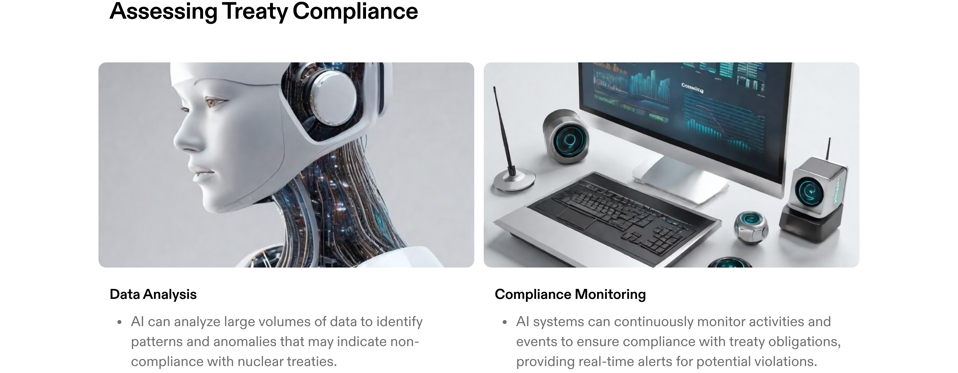 Assessing Treaty Compliance
Data Analysis
• AI can analyze large volumes of data to identify
patterns and anomalies that may indicate non-
compliance with nuclear treaties.
Compliance Monitoring
• AI systems can continuously monitor activities and
events to ensure compliance with treaty obligations,
providing real-time alerts for potential violations.